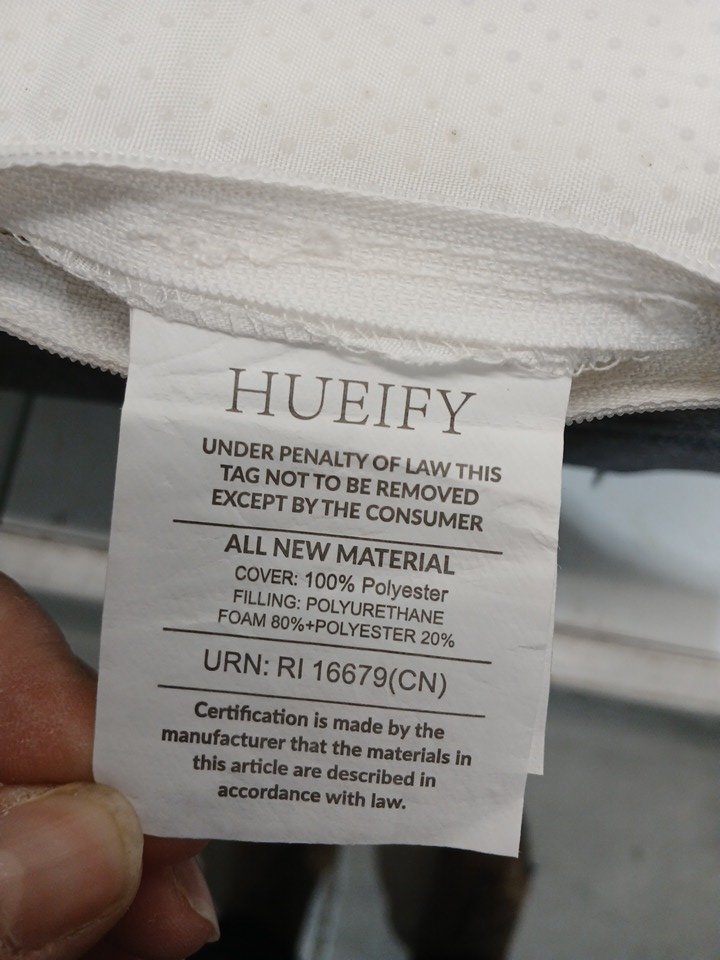 HUEIFY
UNDER PENALTY OF LAW THIS
TAG NOT TO BE REMOVED
EXCEPT BY THE CONSUMER
ALL NEW MATERIAL
COVER: 100% Polyester
FILLING: POLYURETHANE
FOAM 80%+POLYESTER 20%
URN: RI 16679(CN)
Certification is made by the
manufacturer that the materials in
this article are described in
accordance with law.